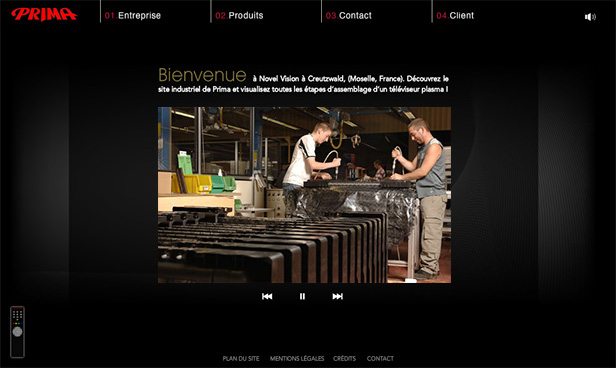 PRIMA
01. Entreprise
02. Produits
03. Contact
04. Client
Bienvenue à Novel Vision à Creutzwald, (Moselle, France). Découvrez le
site industriel de Prima et visualisez toutes les étapes d'assemblage d'un téléviseur plasma !
PLAN DU SITE MENTIONS LÉGALES CRÉDITS CONTACT